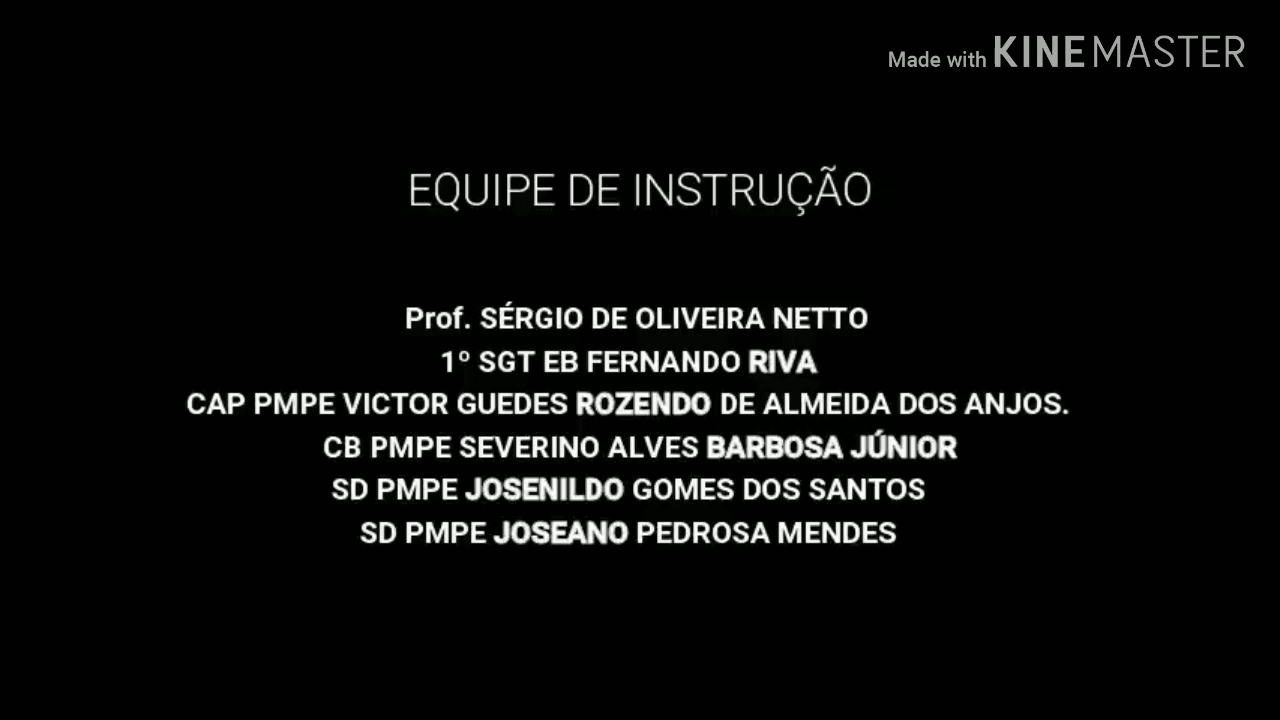 Made with KINEMASTER
EQUIPE DE INSTRUÇÃO
Prof. SÉRGIO DE OLIVEIRA NETTO
1º SGT EB FERNANDO RIVA
CAP PMPE VICTOR GUEDES ROZENDO DE ALMEIDA DOS ANJOS.
CB PMPE SEVERINO ALVES BARBOSA JÚNIOR
SD PMPE JOSENILDO GOMES DOS SANTOS
SD PMPE JOSEANO PEDROSA MENDES